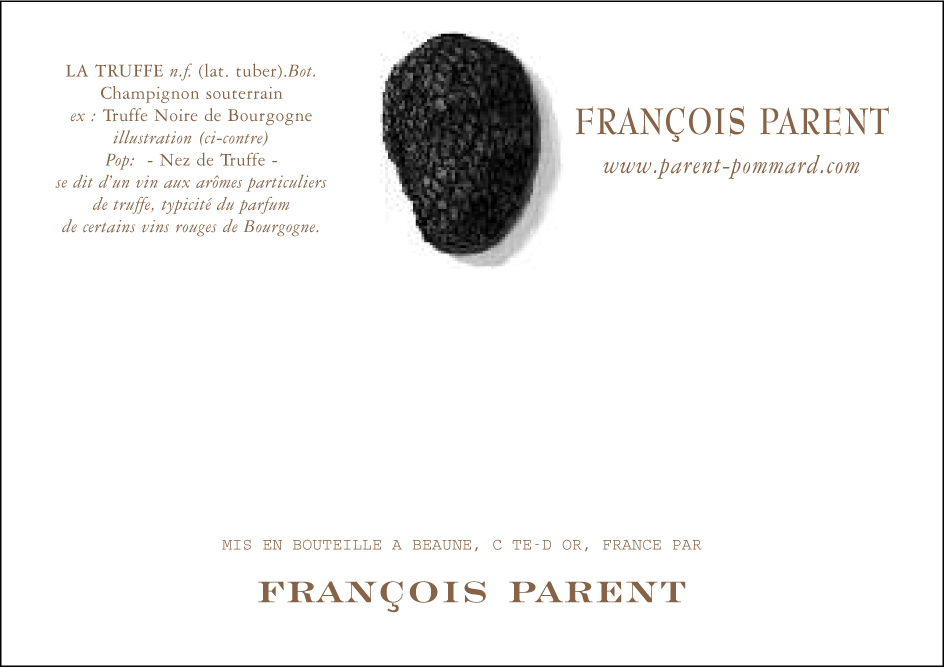 LA TRUFFE n.f. (lat. tuber).Bot.
Champignon souterrain
ex : Truffe Noire de Bourgogne
illustration (ci-contre)
Pop: - Nez de Truffe -
se dit d'un vin aux arômes particuliers
de truffe, typicité du parfum
de certains vins rouges de Bourgogne.
FRANÇOIS PARENT
www.parent-pommard.com
MIS EN BOUTEILLE A BEAUNE, C TE-D OR, FRANCE PAR
FRANÇOIS PARENT